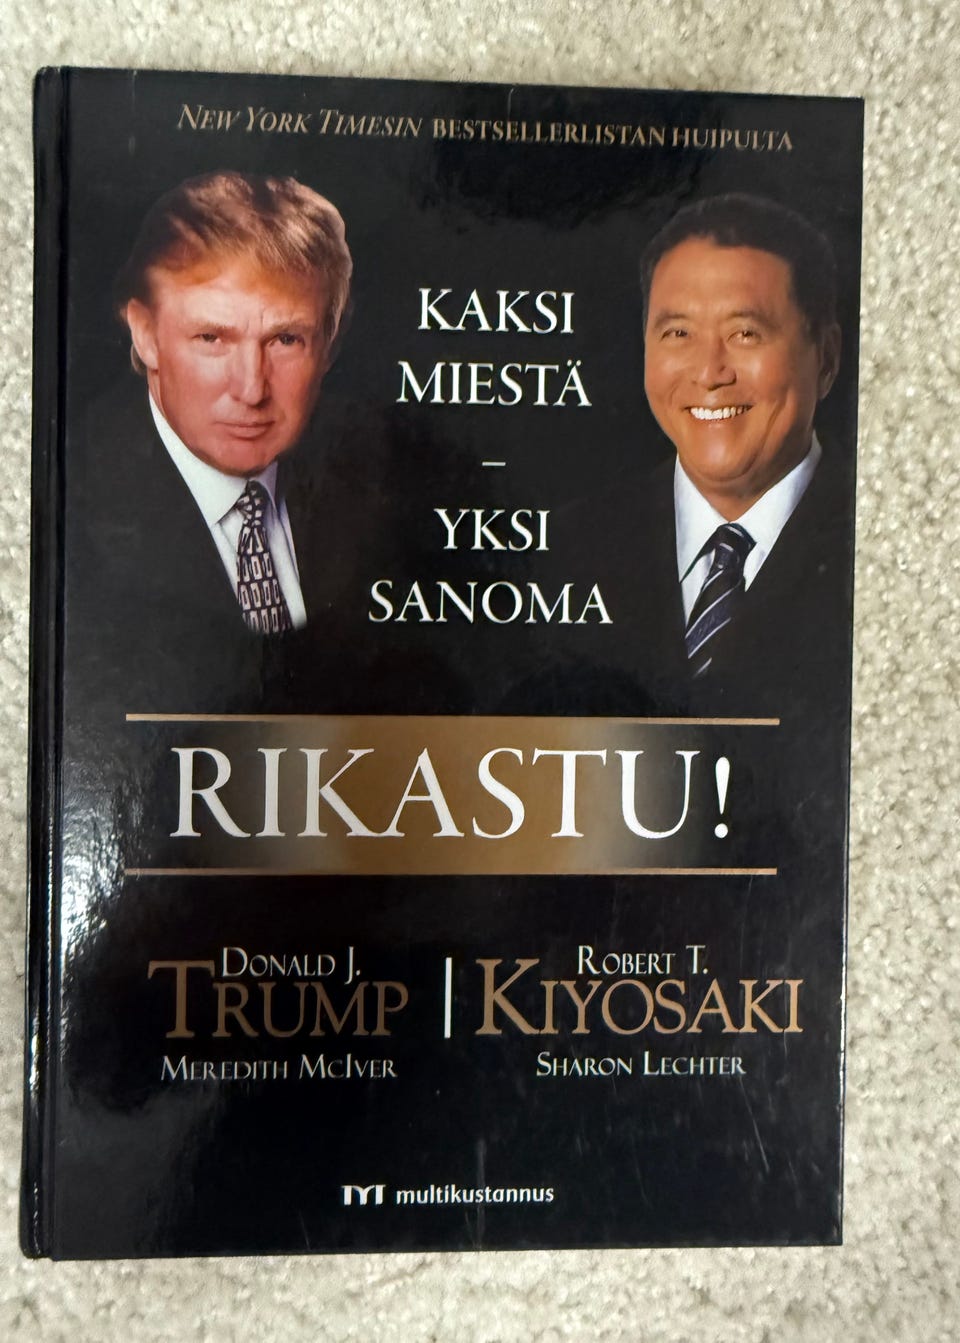 NEW YORK TIMESIN BESTSELLERLISTAN HUIPULTA
KAKSI
MIESTÄ
–
YKSI
SANOMA
RIKASTU!
DONALD J.
TRUMP
MEREDITH MCIVER
ROBERT T.
KIYOSAKI
SHARON LECHTER
multikustannus